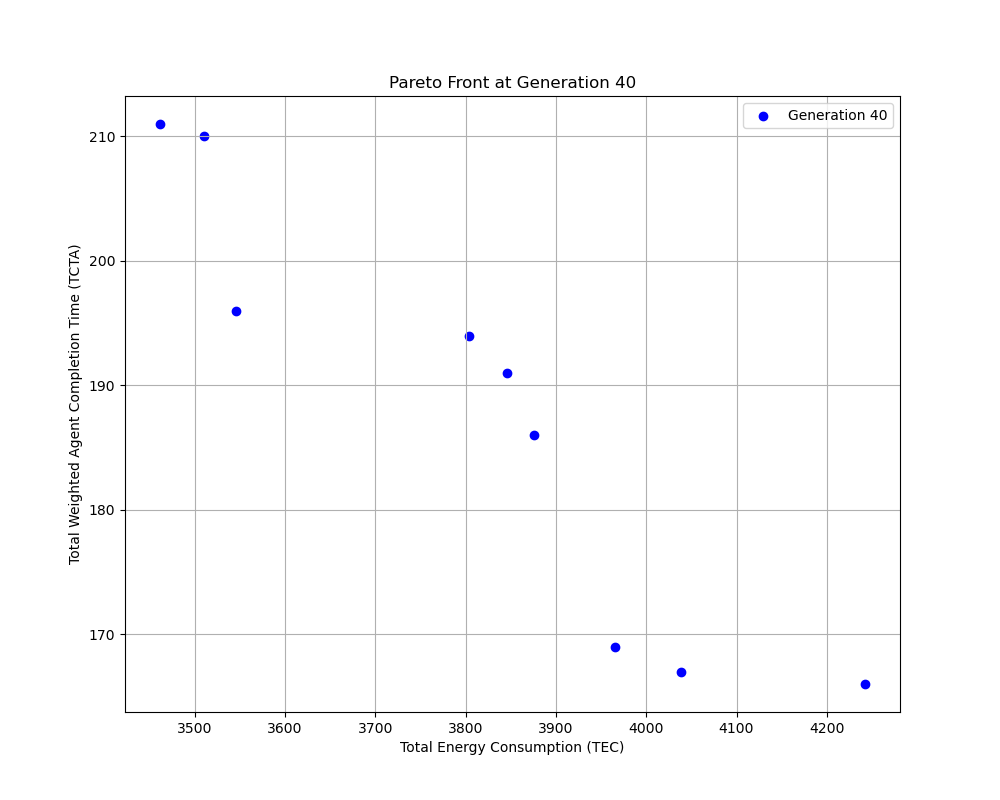 Pareto Front at Generation 40
Generation 40
210
200
190
180
170
Total Weighted Agent Completion Time (TCTA)
3500 3600 3700 3800 3900 4000 4100 4200
Total Energy Consumption (TEC)